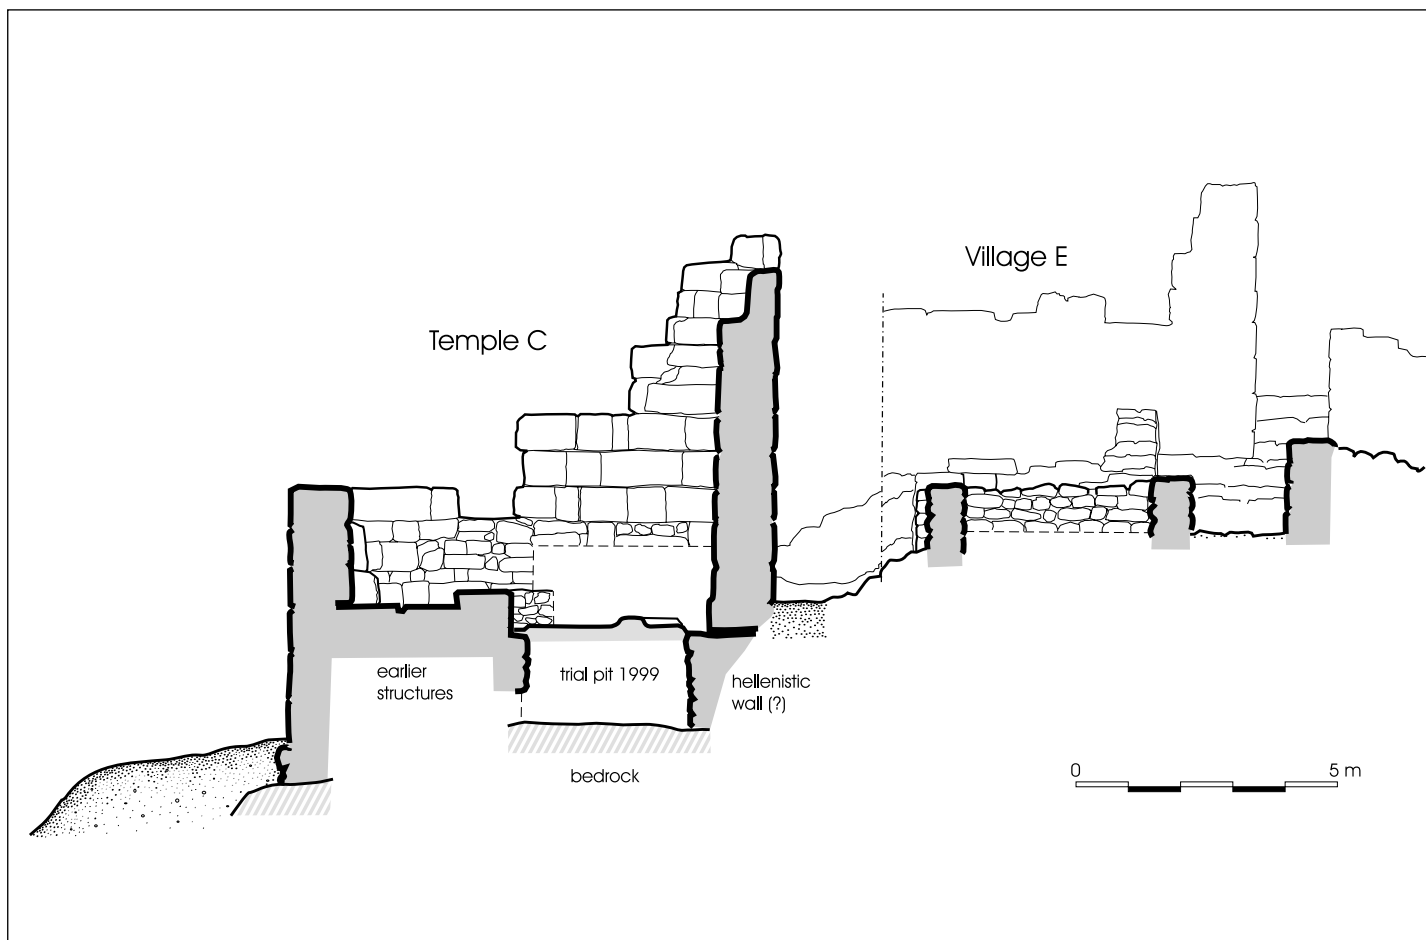 Village E
Temple C
earlier
structures
trial pit 1999
hellenistic
wall (?)
bedrock
0
5 m